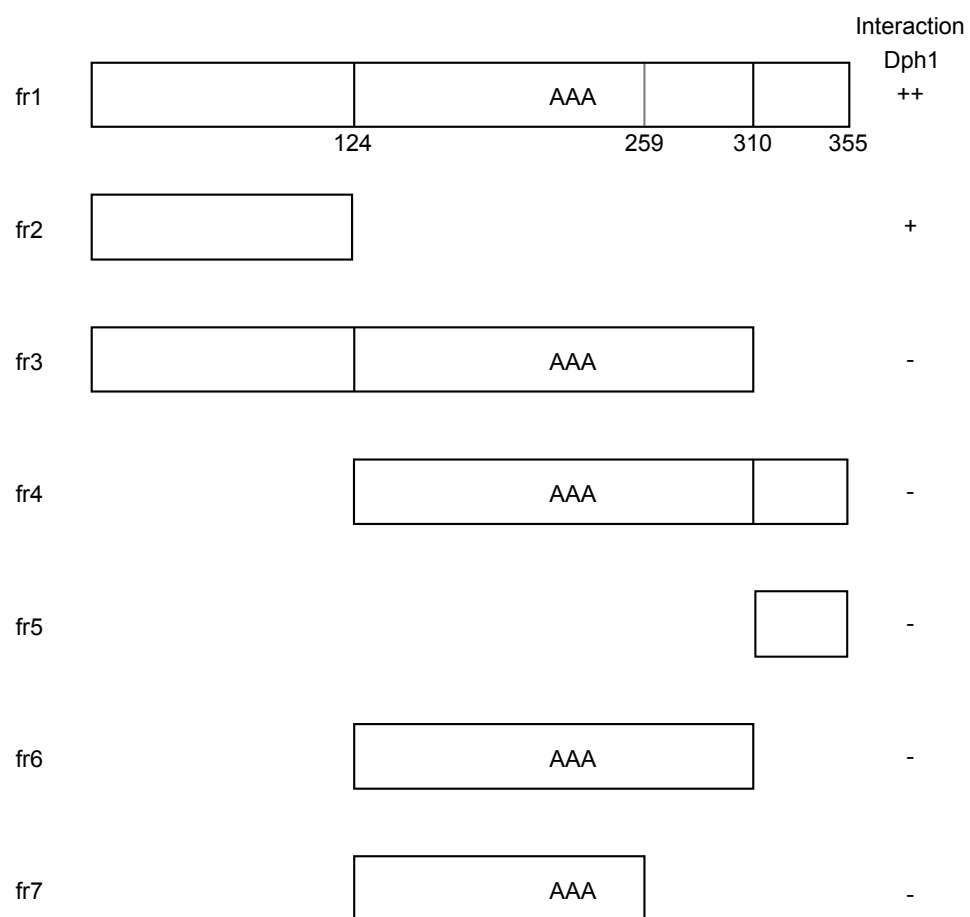 Interaction
Dph1
fr1 AAA ++
124 259 310 355
fr2 +
fr3 AAA -
fr4 AAA -
fr5 -
fr6 AAA -
fr7 AAA -